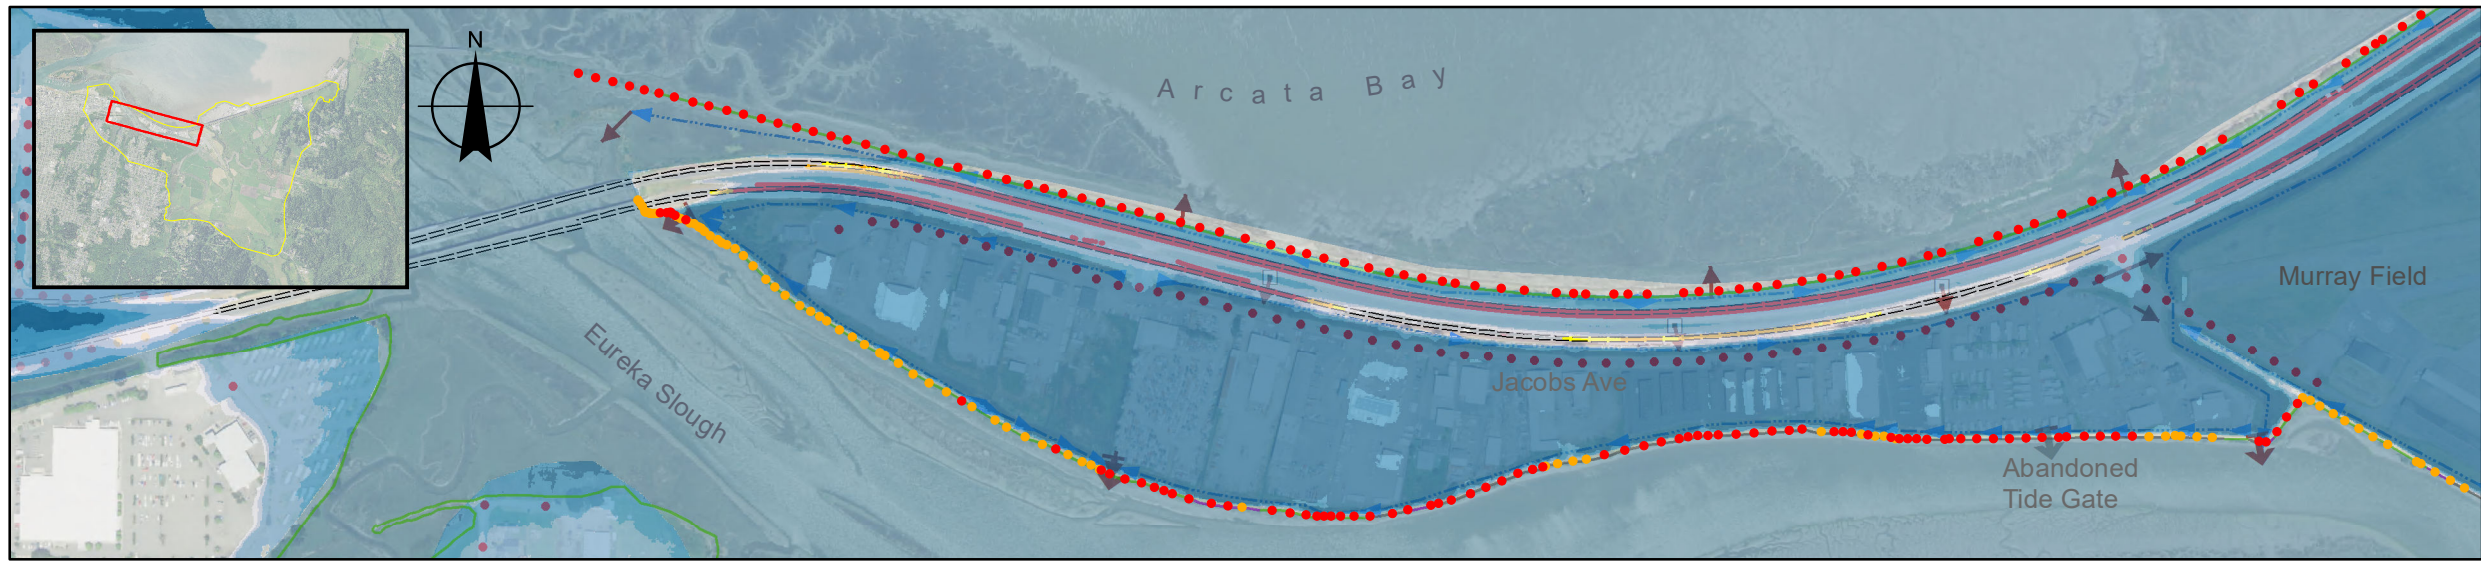 N
Arcata Bay
Murray Field
Eureka Slough
Jacobs Ave
Abandoned
Tide Gate